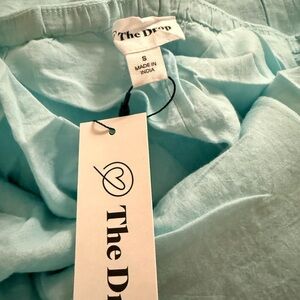 The Drop
S
MADE IN
INDIA
The Dr